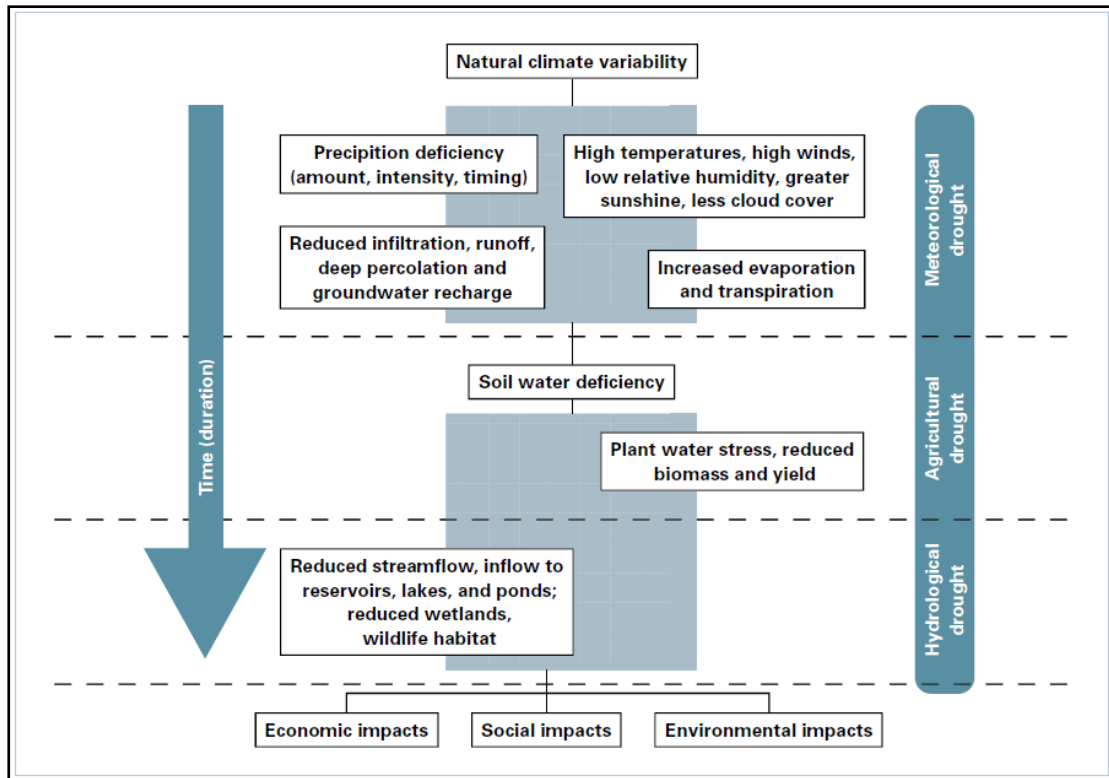 Natural climate variability
Precipition deficiency
(amount, intensity, timing)
High temperatures, high winds,
low relative humidity, greater
sunshine, less cloud cover
Reduced infiltration, runoff,
deep percolation and
groundwater recharge
Increased evaporation
and transpiration
Meteorological
drought
Time (duration)
Soil water deficiency
Plant water stress, reduced
biomass and yield
Agricultural
drought
Reduced streamflow, inflow to
reservoirs, lakes, and ponds;
reduced wetlands,
wildlife habitat
Hydrological
drought
Economic impacts
Social impacts
Environmental impacts